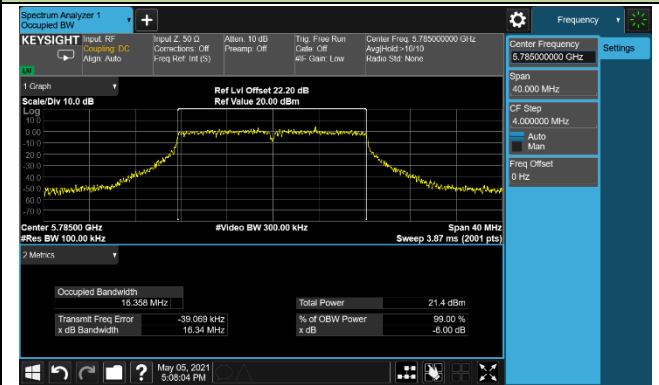 Spectrum Analyzer 1
Occupied BW
Frequency
KEYSIGHT
Input: RF
Coupling: DC
Align: Auto
Input Z: 50 Ω
Corrections: Off
Freq Ref: Int (S)
Atten: 10 dB
Preamp: Off
Trig: Free Run
Gate: Off
#IF Gain: Low
Center Freq: 5.785000000 GHz
Avg|Hold:>10/10
Radio Std: None
Center Frequency
5.785000000 GHz
Settings
Span
40.000 MHz
CF Step
4.000000 MHz
Auto
Man
Freq Offset
0 Hz
1 Graph
Scale/Div 10.0 dB
Ref Lvl Offset 22.20 dB
Ref Value 20.00 dBm
Log
10.0
0.00
-10.0
-20.0
-30.0
-40.0
-50.0
-60.0
-70.0
Center 5.78500 GHz
#Res BW 100.00 kHz
#Video BW 300.00 kHz
Span 40 MHz
Sweep 3.87 ms (2001 pts)
2 Metrics
Occupied Bandwidth
16.358 MHz
Total Power 21.4 dBm
Transmit Freq Error -39.069 kHz
% of OBW Power 99.00 %
x dB Bandwidth 16.34 MHz
x dB -6.00 dB
?
May 05, 2021
5:08:04 PM